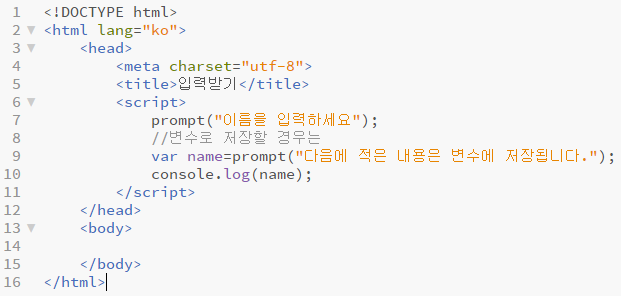 1 <!DOCTYPE html>
2 <html lang="ko">
3 <head>
4 <meta charset="utf-8">
5 <title>입력받기</title>
6 <script>
7 prompt("이름을 입력하세요");
8 //변수로 저장할 경우는
9 var name=prompt("다음에 적은 내용은 변수에 저장됩니다.");
10 console.log(name);
11 </script>
12 </head>
13 <body>
14
15 </body>
16 </html>